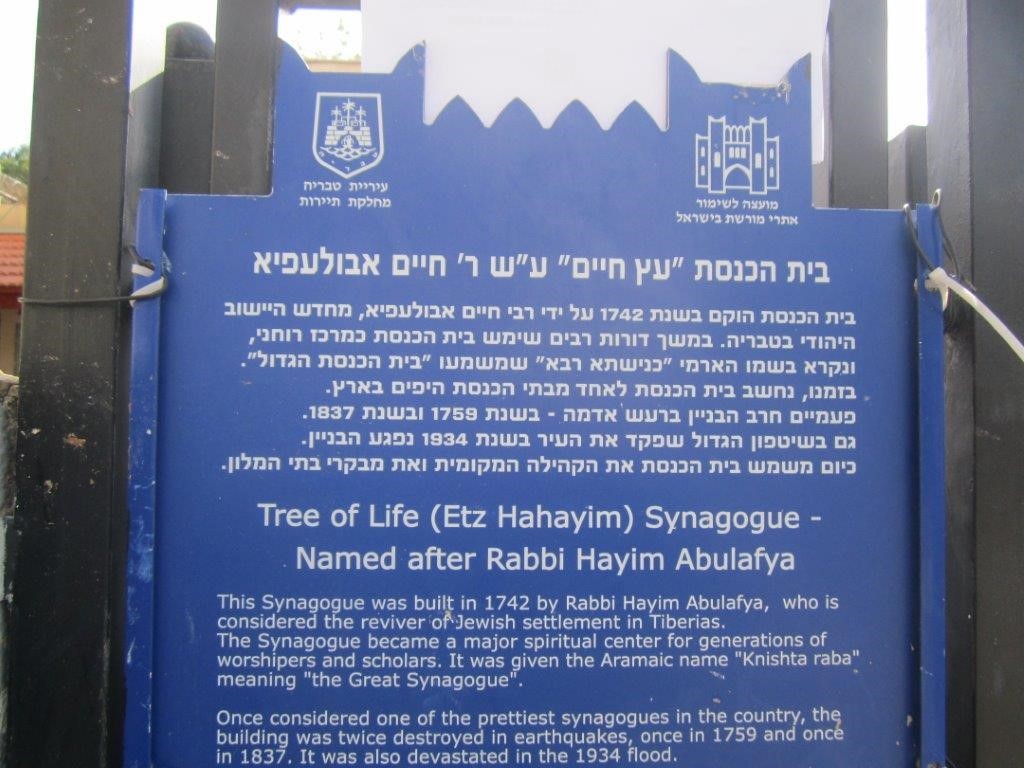 עיריית טבריה
מחלקת תיירות
מועצה לשימור
אתרי מורשת בישראל
בית הכנסת "עץ חיים" ע"ש ר' חיים אבולעפיא
בית הכנסת הוקם בשנת 1742 על ידי רבי חיים אבולעפיא, מחדש היישוב
היהודי בטבריה. במשך דורות רבים שימש בית הכנסת כמרכז רוחני,
ונקרא בשמו הארמי "כנישתא רבא" שמשמעו "בית הכנסת הגדול".
בזמנו, נחשב בית הכנסת לאחד מבתי הכנסת היפים בארץ.
פעמיים חרב הבניין ברעש אדמה - בשנת 1759 ובשנת 1837.
גם בשיטפון הגדול שפקד את העיר בשנת 1934 נפגע הבניין.
כיום משמש בית הכנסת את הקהילה המקומית ואת מבקרי בתי המלון.
Tree of Life (Etz Hahayim) Synagogue -
Named after Rabbi Hayim Abulafya
This Synagogue was built in 1742 by Rabbi Hayim Abulafya, who is
considered the reviver of Jewish settlement in Tiberias.
The Synagogue became a major spiritual center for generations of
worshipers and scholars. It was given the Aramaic name "Knishta raba"
meaning "the Great Synagogue".
Once considered one of the prettiest synagogues in the country, the
building was twice destroyed in earthquakes, once in 1759 and once
in 1837. It was also devastated in the 1934 flood.